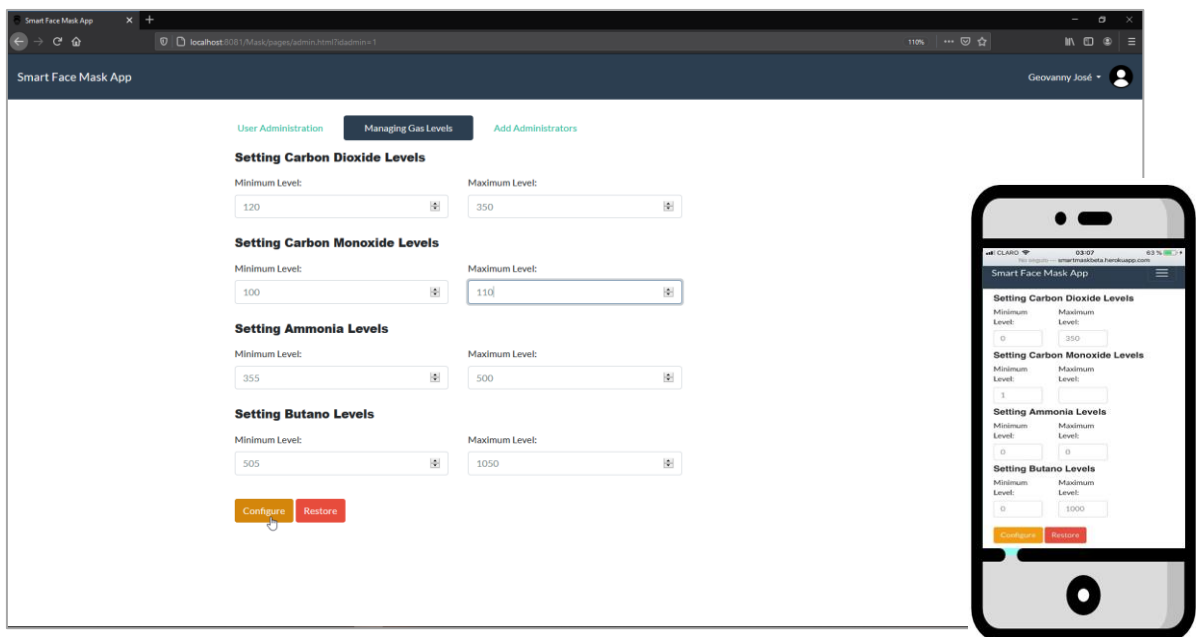 Smart Face Mask App
localhost:8081/Mask/pages/admin.html?idadmin=1
110%
Smart Face Mask App
Geovanny José
User Administration
Managing Gas Levels
Add Administrators
Setting Carbon Dioxide Levels
Minimum Level: Maximum Level:
120 350
Setting Carbon Monoxide Levels
Minimum Level: Maximum Level:
100 110
Setting Ammonia Levels
Minimum Level: Maximum Level:
355 500
Setting Butano Levels
Minimum Level: Maximum Level:
505 1050
Configure Restore
CLARO 03:07 63 %
No seguro — smartmaskbeta.herokuapp.com
Smart Face Mask App
Setting Carbon Dioxide Levels
Minimum Maximum
Level: Level:
0 350
Setting Carbon Monoxide Levels
Minimum Maximum
Level: Level:
1
Setting Ammonia Levels
Minimum Maximum
Level: Level:
0 0
Setting Butano Levels
Minimum Maximum
Level: Level:
0 1000
Configure Restore